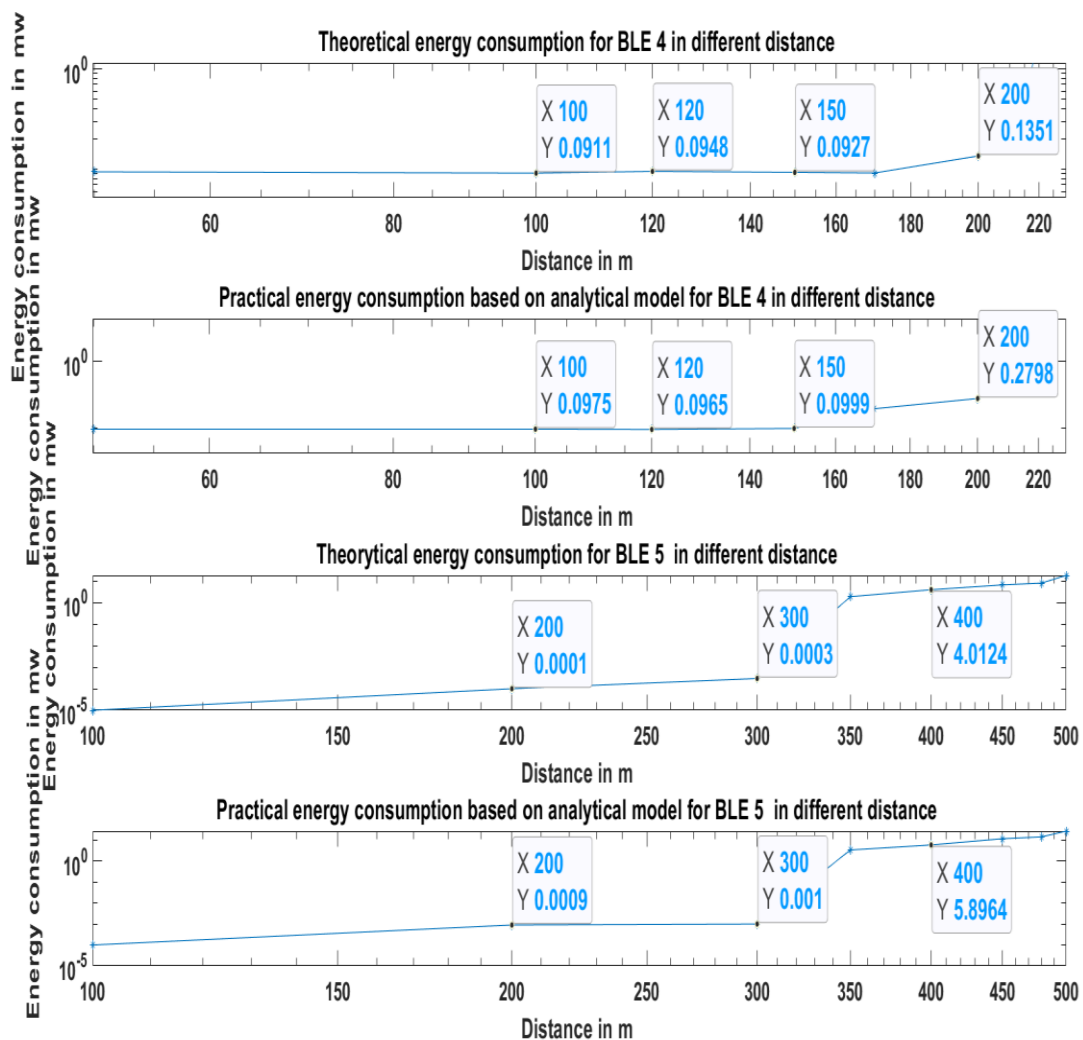 Theoretical energy consumption for BLE 4 in different distance
Energy consumption in mw
10^0
X 100
Y 0.0911
X 120
Y 0.0948
X 150
Y 0.0927
X 200
Y 0.1351
60 80 100 120 140 160 180 200 220
Distance in m
Practical energy consumption based on analytical model for BLE 4 in different distance
Energy consumption in mw
10^0
X 100
Y 0.0975
X 120
Y 0.0965
X 150
Y 0.0999
X 200
Y 0.2798
60 80 100 120 140 160 180 200 220
Distance in m
Theorytical energy consumption for BLE 5 in different distance
Energy consumption in mw
10^0
10^-5
X 200
Y 0.0001
X 300
Y 0.0003
X 400
Y 4.0124
100 150 200 250 300 350 400 450 500
Distance in m
Practical energy consumption based on analytical model for BLE 5 in different distance
Energy consumption in mw
10^0
10^-5
X 200
Y 0.0009
X 300
Y 0.001
X 400
Y 5.8964
100 150 200 250 300 350 400 450 500
Distance in m